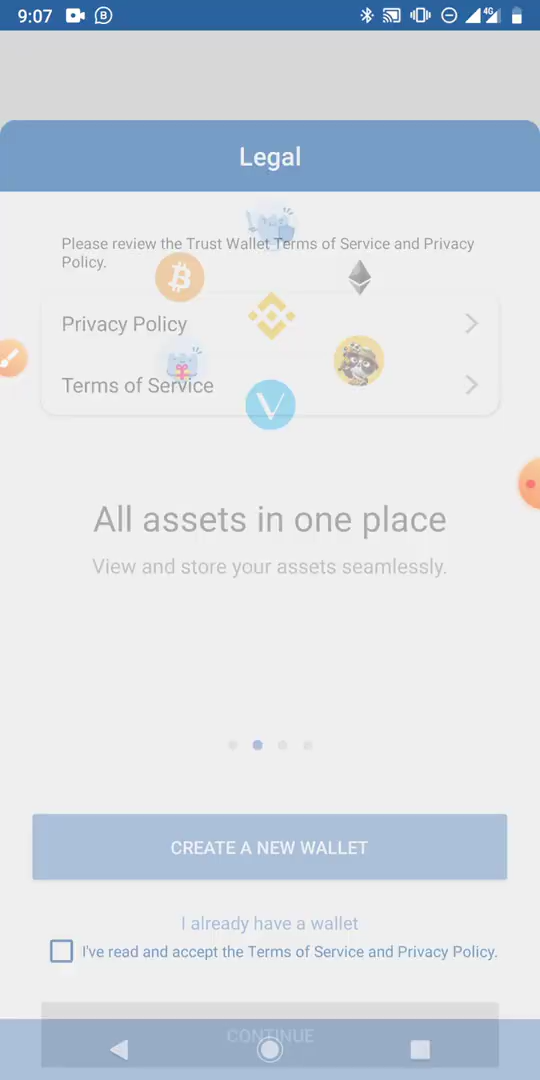 9:07
4G
Legal
Please review the Trust Wallet Terms of Service and Privacy
Policy.
Privacy Policy
Terms of Service
All assets in one place
View and store your assets seamlessly.
CREATE A NEW WALLET
I already have a wallet
I've read and accept the Terms of Service and Privacy Policy.
CONTINUE